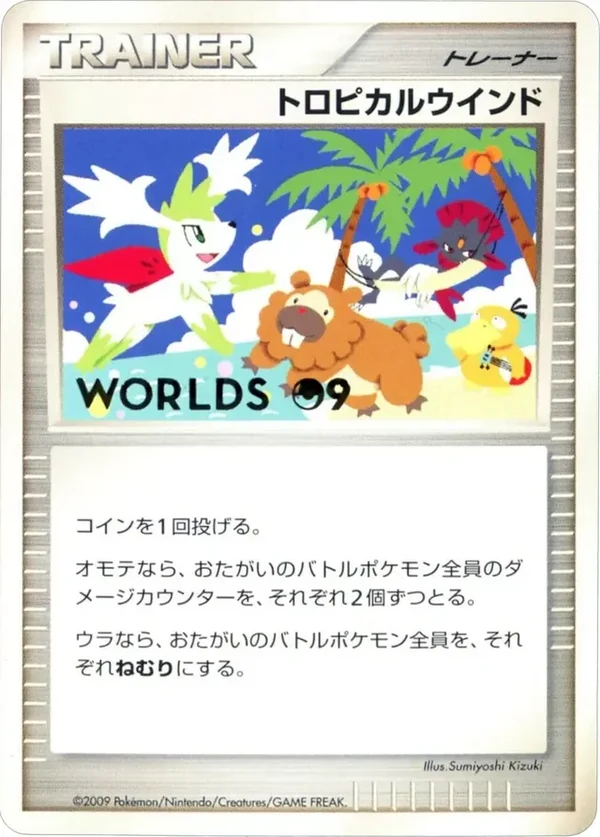 TRAINER
トレーナー
トロピカルウインド
WORLDS 09
コインを1回投げる。
オモテなら、おたがいのバトルポケモン全員のダ
メージカウンターを、それぞれ2個ずつとる。
ウラなら、おたがいのバトルポケモン全員を、それ
ぞれねむりにする。
Illus.Sumiyoshi Kizuki
©2009 Pokémon/Nintendo/Creatures/GAME FREAK.